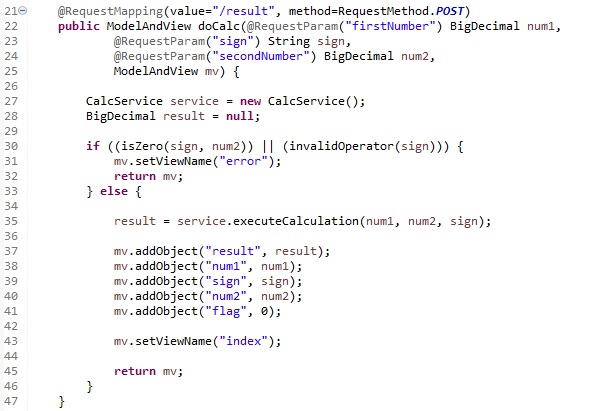 21 @RequestMapping(value="/result", method=RequestMethod.POST)
22 public ModelAndView doCalc(@RequestParam("firstNumber") BigDecimal num1,
23 @RequestParam("sign") String sign,
24 @RequestParam("secondNumber") BigDecimal num2,
25 ModelAndView mv) {
26
27 CalcService service = new CalcService();
28 BigDecimal result = null;
29
30 if ((isZero(sign, num2)) || (invalidOperator(sign))) {
31 mv.setViewName("error");
32 return mv;
33 } else {
34
35 result = service.executeCalculation(num1, num2, sign);
36
37 mv.addObject("result", result);
38 mv.addObject("num1", num1);
39 mv.addObject("sign", sign);
40 mv.addObject("num2", num2);
41 mv.addObject("flag", 0);
42
43 mv.setViewName("index");
44
45 return mv;
46 }
47 }